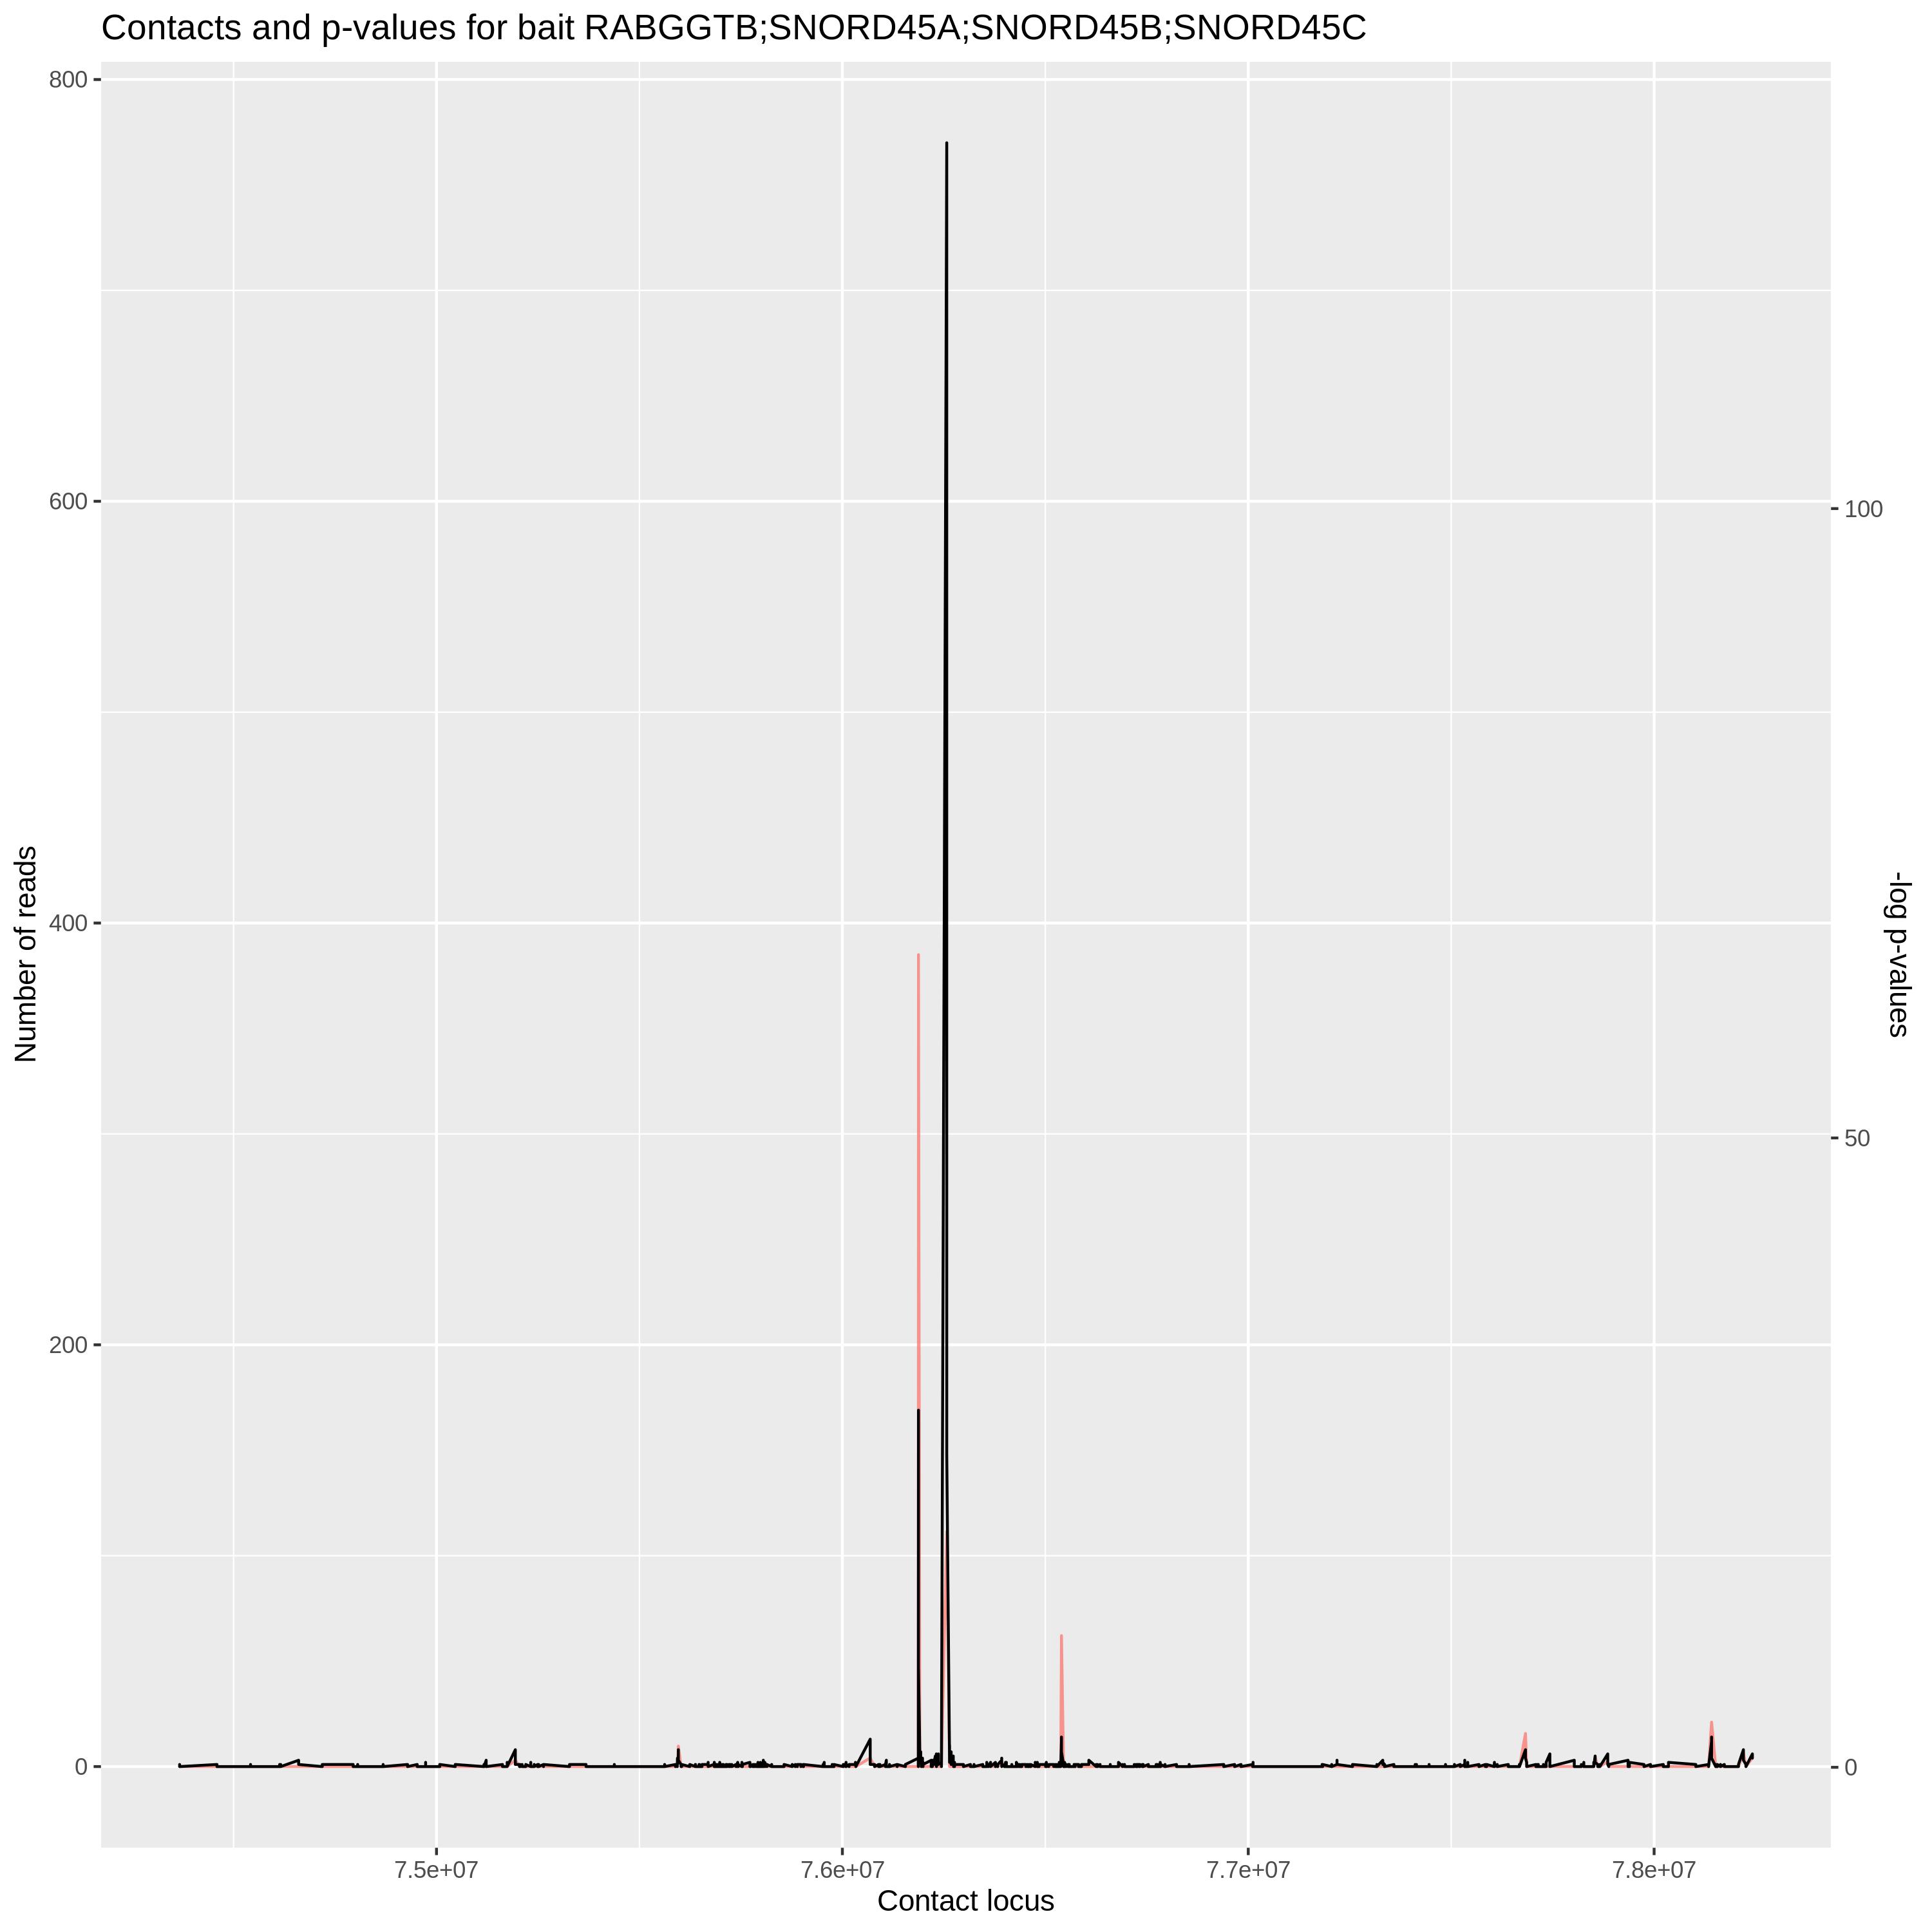 Contacts and p-values for bait RABGGTB;SNORD45A;SNORD45B;SNORD45C
800
600
400
200
0
Number of reads
100
50
0
-log p-values
7.5e+07
7.6e+07
7.7e+07
7.8e+07
Contact locus